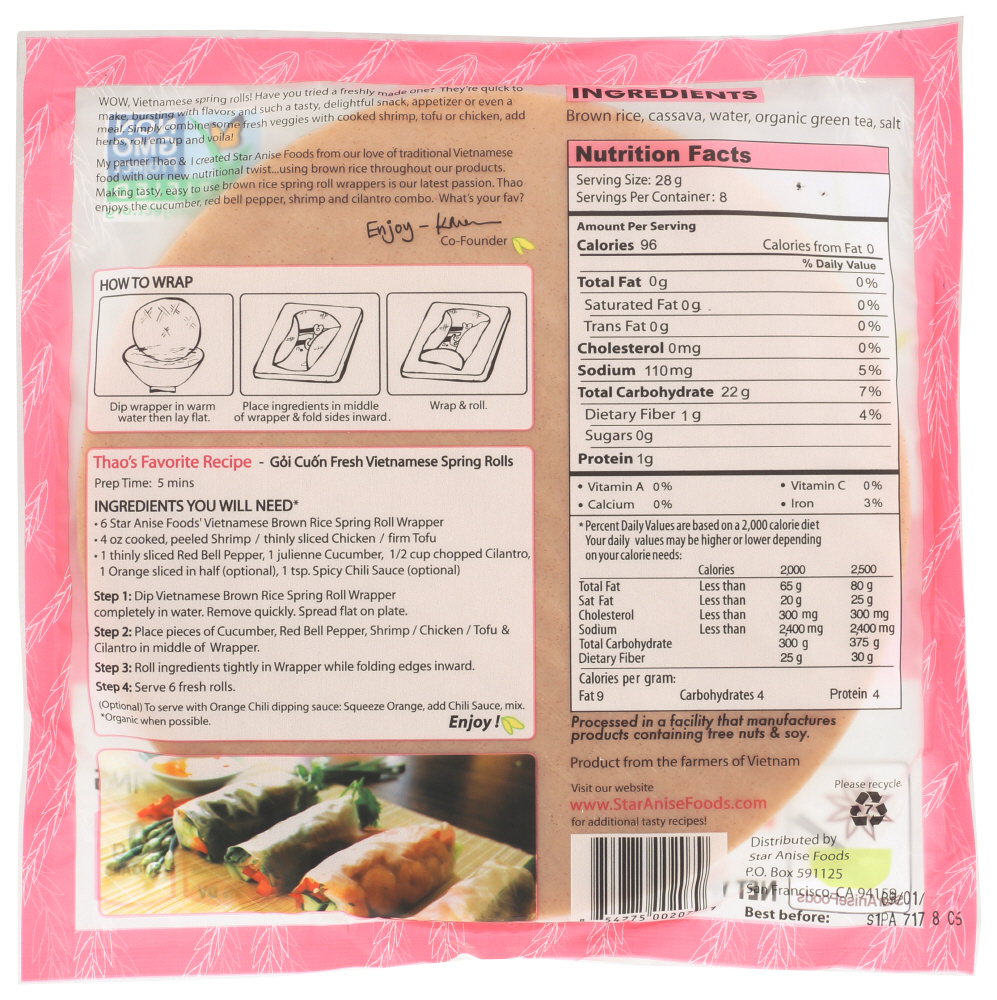 WOW, Vietnamese spring rolls! Have you tried a freshly made one? They're quick to
make, bursting with flavors and such a tasty, delightful snack, appetizer or even a
meal. Simply combine some fresh veggies with cooked shrimp, tofu or chicken, add
herbs, roll em up and voila!
My partner Thao & I created Star Anise Foods from our love of traditional Vietnamese
food with our new nutritional twist...using brown rice throughout our products.
Making tasty, easy to use brown rice spring roll wrappers is our latest passion. Thao
enjoys the cucumber, red bell pepper, shrimp and cilantro combo. What's your fav?
Enjoy -
Co-Founder
HOW TO WRAP
Dip wrapper in warm
water then lay flat.
Place ingredients in middle
of wrapper & fold sides inward.
Wrap & roll.
Thao's Favorite Recipe - Gỏi Cuốn Fresh Vietnamese Spring Rolls
Prep Time: 5 mins
INGREDIENTS YOU WILL NEED*
• 6 Star Anise Foods' Vietnamese Brown Rice Spring Roll Wrapper
• 4 oz cooked, peeled Shrimp / thinly sliced Chicken / firm Tofu
• 1 thinly sliced Red Bell Pepper, 1 julienne Cucumber, 1/2 cup chopped Cilantro,
1 Orange sliced in half (optional), 1 tsp. Spicy Chili Sauce (optional)
Step 1: Dip Vietnamese Brown Rice Spring Roll Wrapper
completely in water. Remove quickly. Spread flat on plate.
Step 2: Place pieces of Cucumber, Red Bell Pepper, Shrimp / Chicken / Tofu &
Cilantro in middle of Wrapper.
Step 3: Roll ingredients tightly in Wrapper while folding edges inward.
Step 4: Serve 6 fresh rolls.
(Optional) To serve with Orange Chili dipping sauce: Squeeze Orange, add Chili Sauce, mix.
*Organic when possible.
Enjoy !
INGREDIENTS
Brown rice, cassava, water, organic green tea, salt
Nutrition Facts
Serving Size: 28 g
Servings Per Container: 8
Amount Per Serving
Calories 96 Calories from Fat 0
% Daily Value
Total Fat 0g 0%
Saturated Fat 0 g 0%
Trans Fat 0 g 0%
Cholesterol 0mg 0%
Sodium 110mg 5%
Total Carbohydrate 22 g 7%
Dietary Fiber 1 g 4%
Sugars 0g
Protein 1g
• Vitamin A 0% • Vitamin C 0%
• Calcium 0% • Iron 3%
* Percent Daily Values are based on a 2,000 calorie diet
Your daily values may be higher or lower depending
on your calorie needs:
Calories 2,000 2,500
Total Fat Less than 65 g 80 g
Sat Fat Less than 20 g 25 g
Cholesterol Less than 300 mg 300 mg
Sodium Less than 2,400 mg 2,400 mg
Total Carbohydrate 300 g 375 g
Dietary Fiber 25 g 30 g
Calories per gram:
Fat 9 Carbohydrates 4 Protein 4
Processed in a facility that manufactures
products containing tree nuts & soy.
Product from the farmers of Vietnam
Visit our website
www.StarAniseFoods.com
for additional tasty recipes!
Please recycle
7
Distributed by
Star Anise Foods
P.O. Box 591125
San Francisco, CA 94159
Best before: